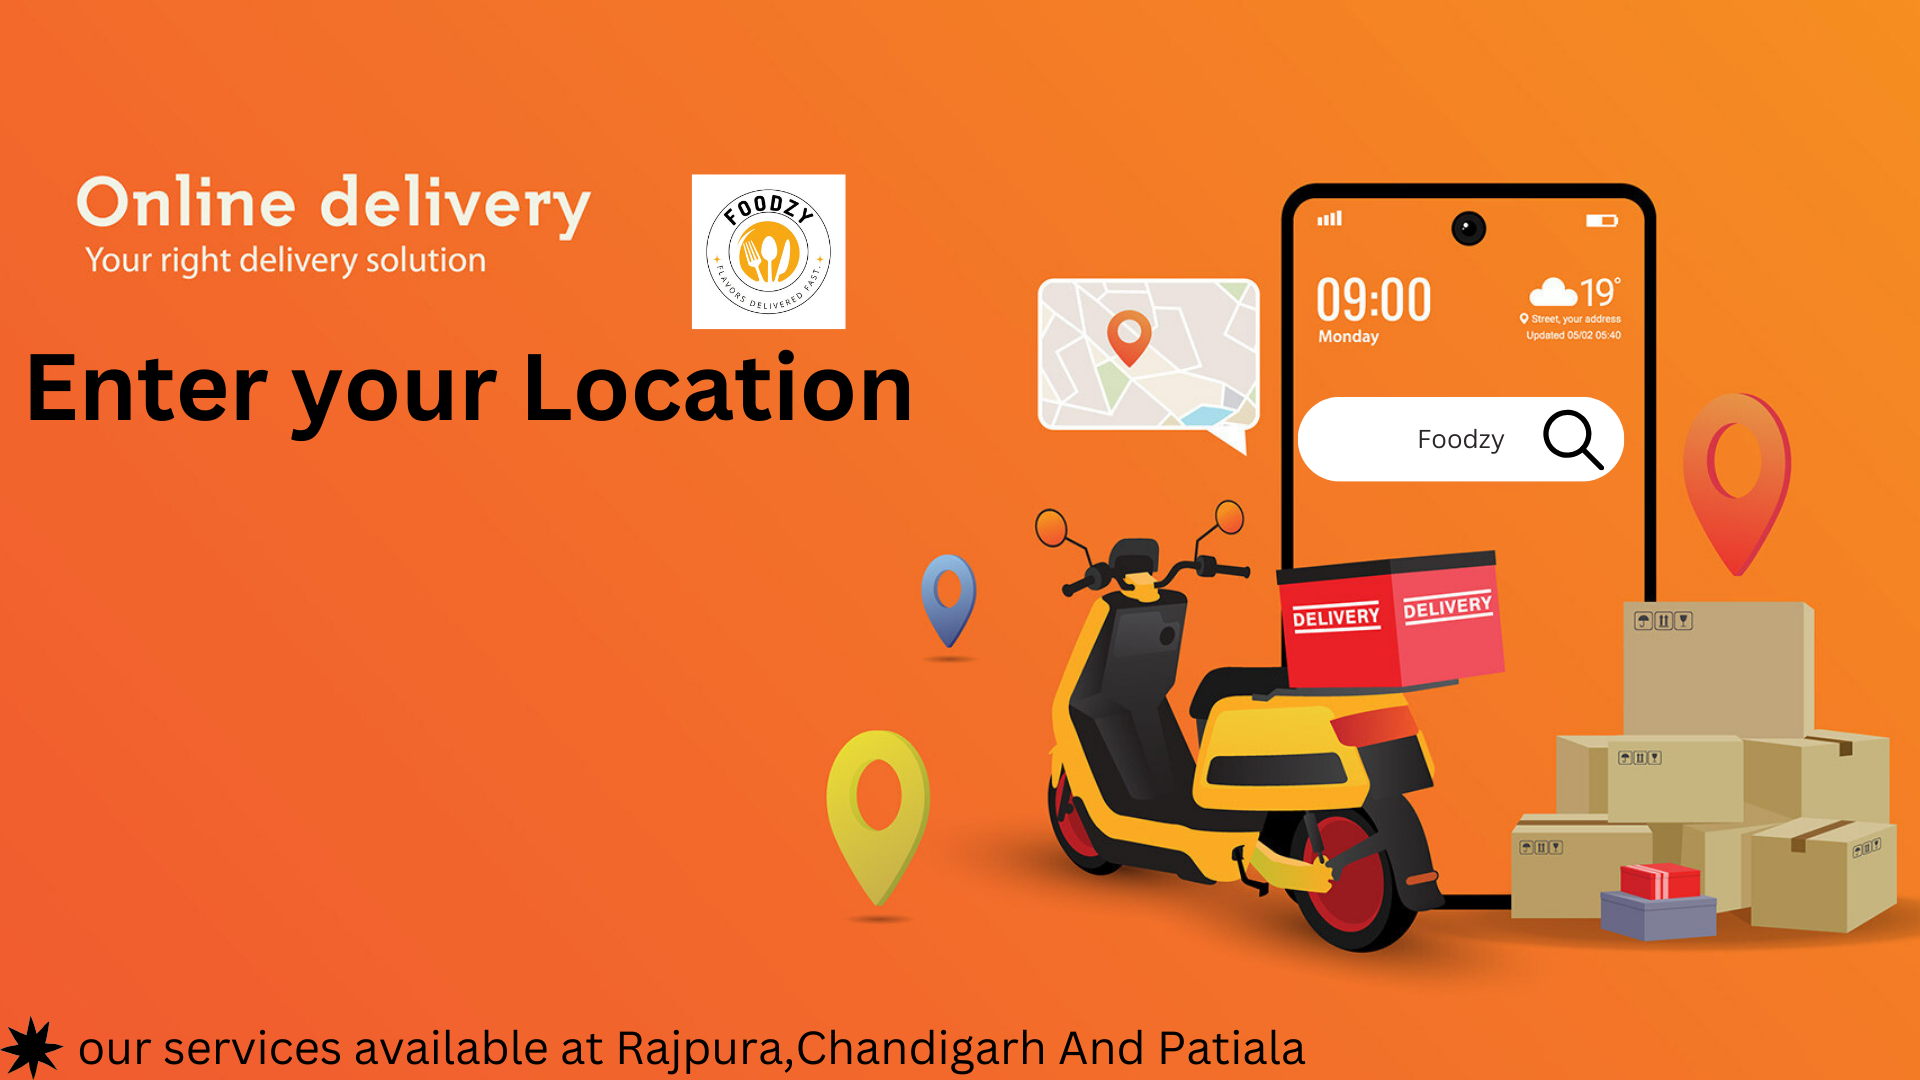 Online delivery
Your right delivery solution
FOODZY
FLAVORS DELIVERED FAST.
Enter your Location
09:00
Monday
19°
Street, your address
Updated 05/02 05:40
Foodzy
DELIVERY
DELIVERY
our services available at Rajpura,Chandigarh And Patiala